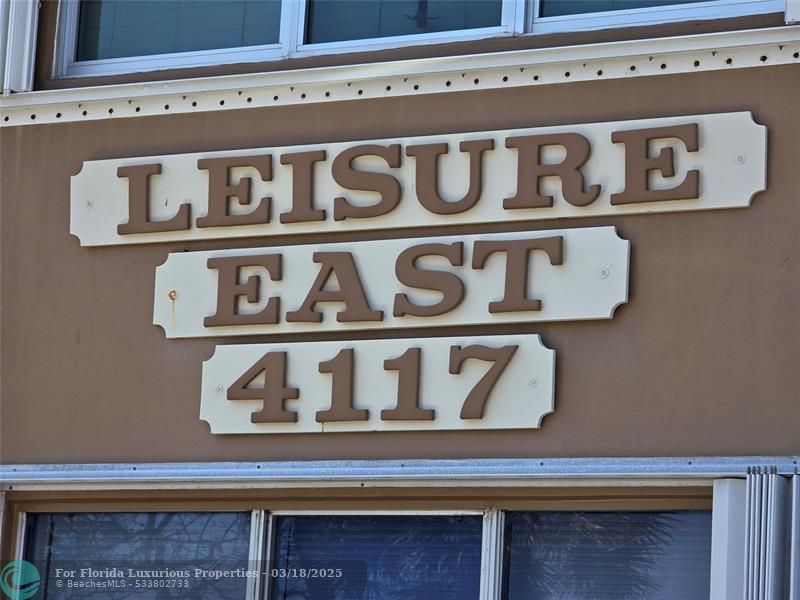 LEISURE
EAST
4117
For Florida Luxurious Properties • 03/18/2025
© BeachesMLS - 533802733